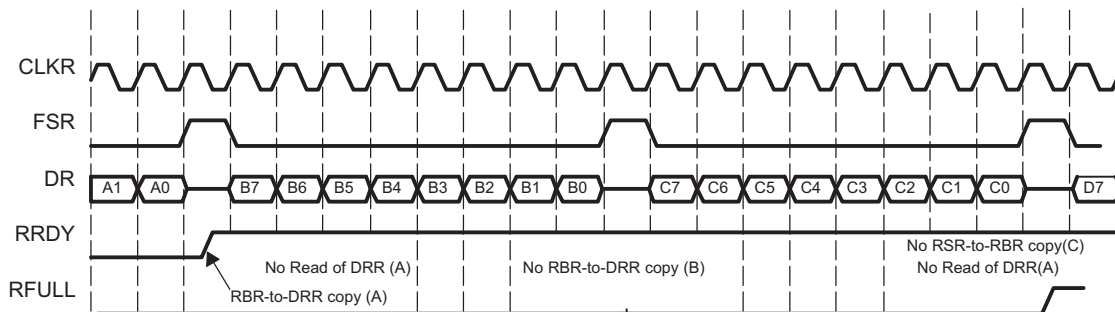 CLKR
FSR
DR A1 A0 B7 B6 B5 B4 B3 B2 B1 B0 C7 C6 C5 C4 C3 C2 C1 C0 D7
RRDY
No RSR-to-RBR copy(C)
No Read of DRR (A) No RBR-to-DRR copy (B) No Read of DRR(A)
RFULL
RBR-to-DRR copy (A)